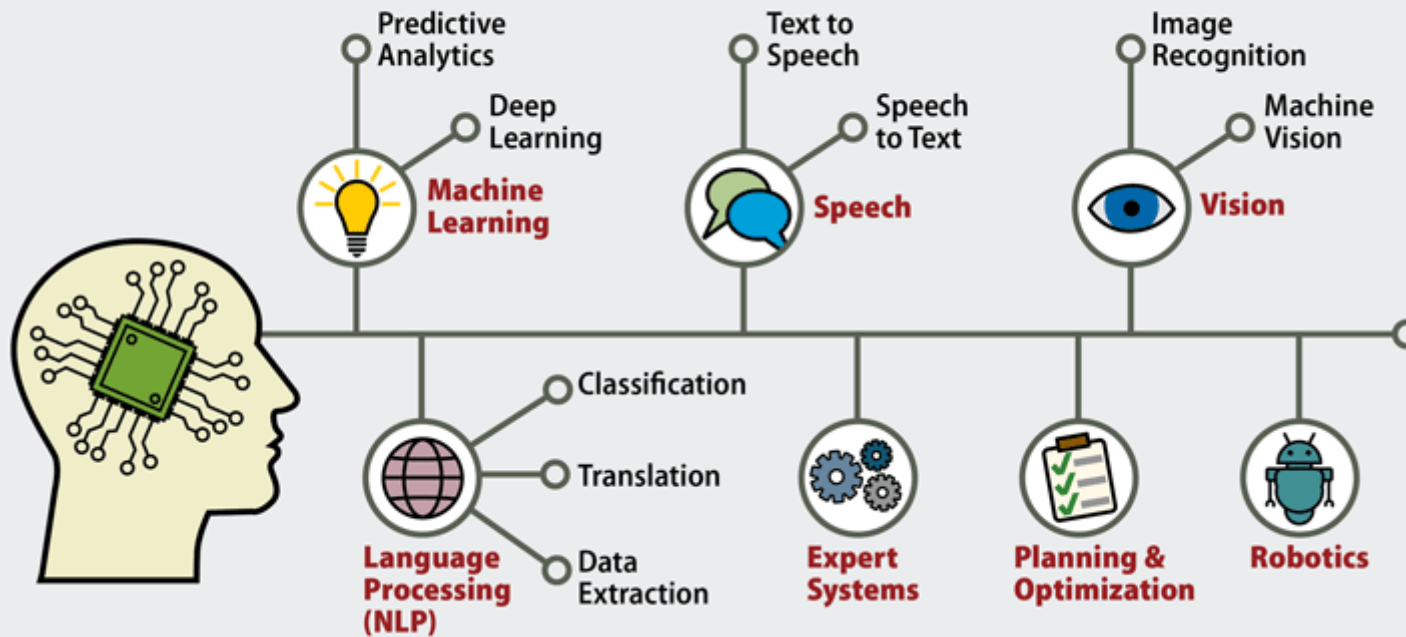 Predictive
Analytics
Deep
Learning
Machine
Learning
Text to
Speech
Speech
to Text
Speech
Image
Recognition
Machine
Vision
Vision
Classification
Translation
Data
Extraction
Language
Processing
(NLP)
Expert
Systems
Planning &
Optimization
Robotics